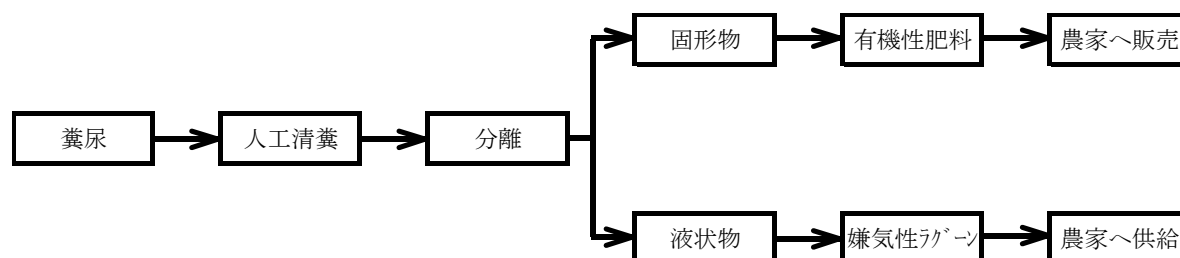 糞尿
人工清糞
分離
固形物
有機性肥料
農家へ販売
液状物
嫌気性ﾗｸﾞｰﾝ
農家へ供給